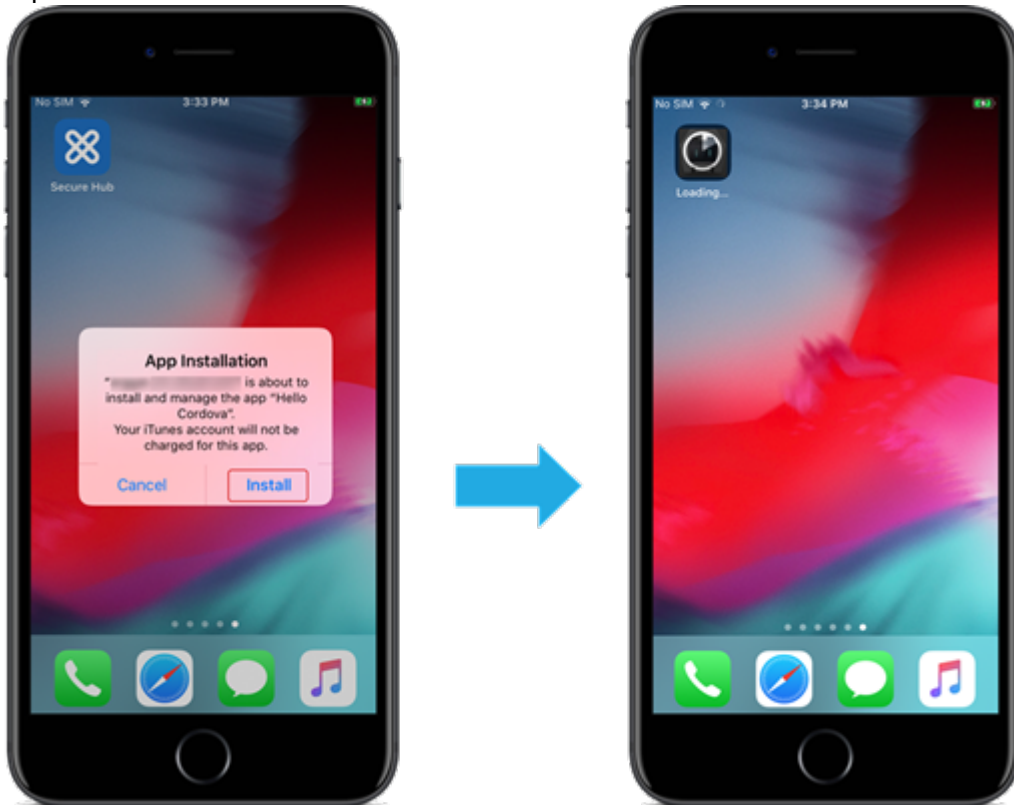 No SIM 3:33 PM
Secure Hub
App Installation
" is about to
install and manage the app "Hello
Cordova".
Your iTunes account will not be
charged for this app.
Cancel Install
No SIM 3:34 PM
Loading...